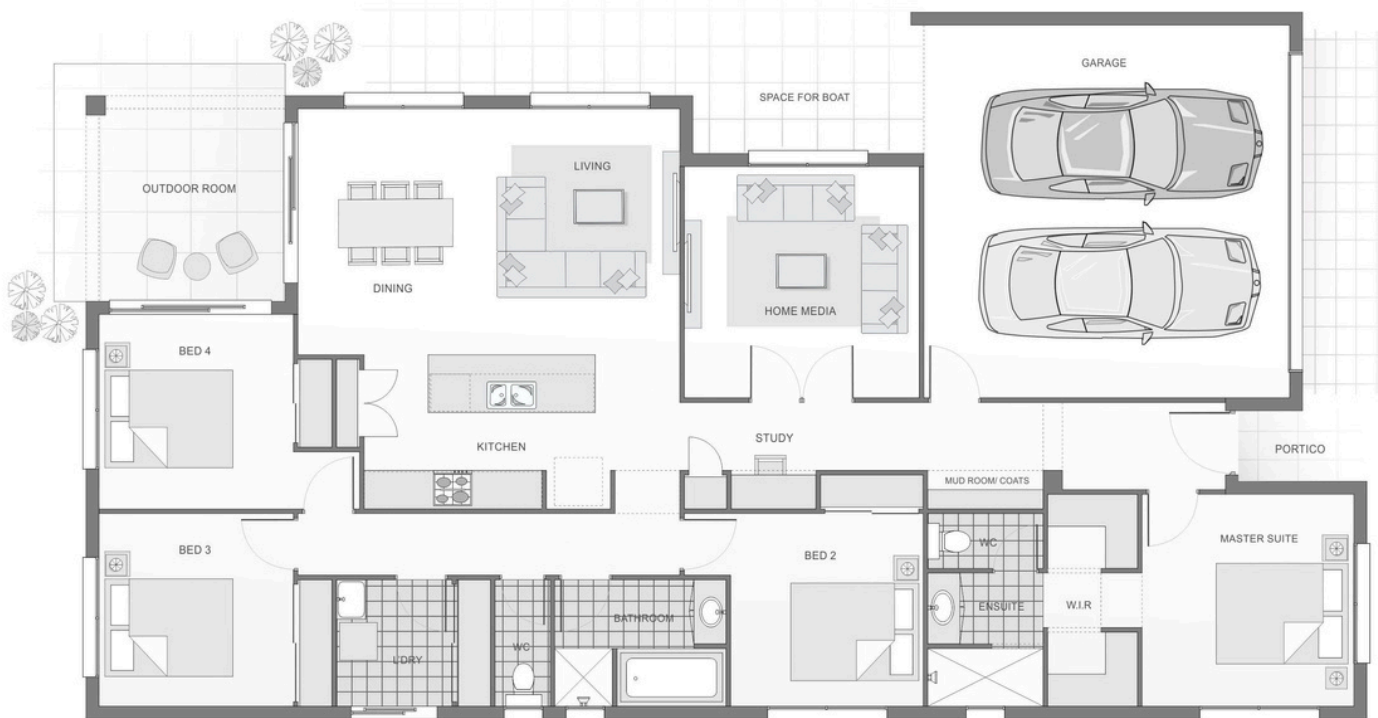 GARAGE
SPACE FOR BOAT
LIVING
OUTDOOR ROOM
DINING
HOME MEDIA
BED 4
KITCHEN
STUDY
PORTICO
MUD ROOM/ COATS
BED 3
BED 2
WC
MASTER SUITE
ENSUITE
W.I.R
BATHROOM
WC
L'DRY